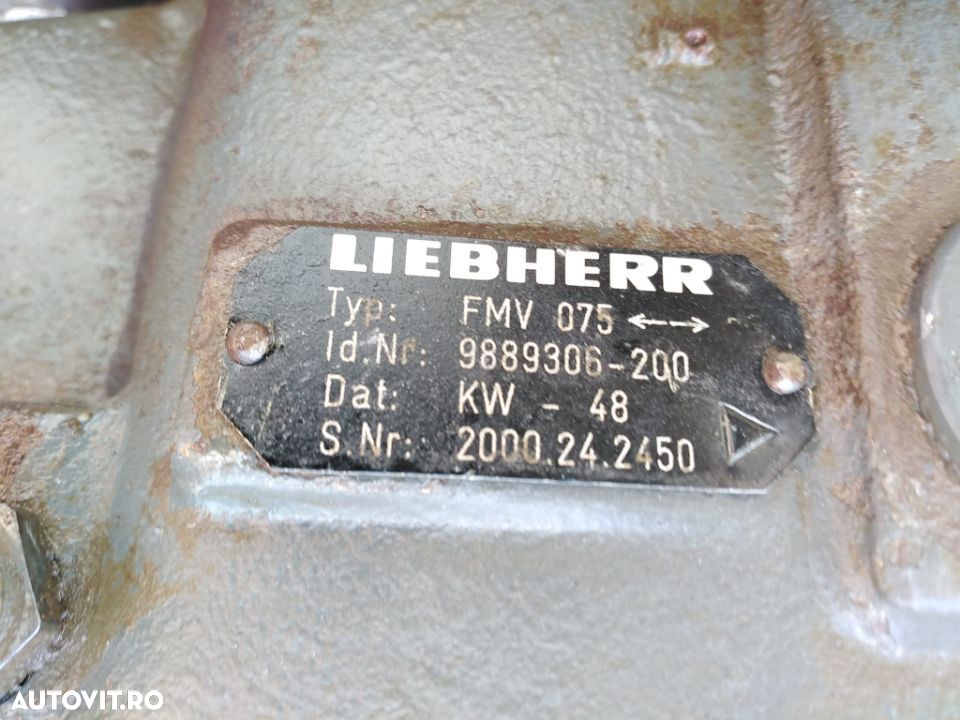 LIEBHERR
Typ: FMV 075 ←→
Id.Nr: 9889306-200
Dat: KW - 48
S.Nr: 2000.24.2450
AUTOVIT.RO